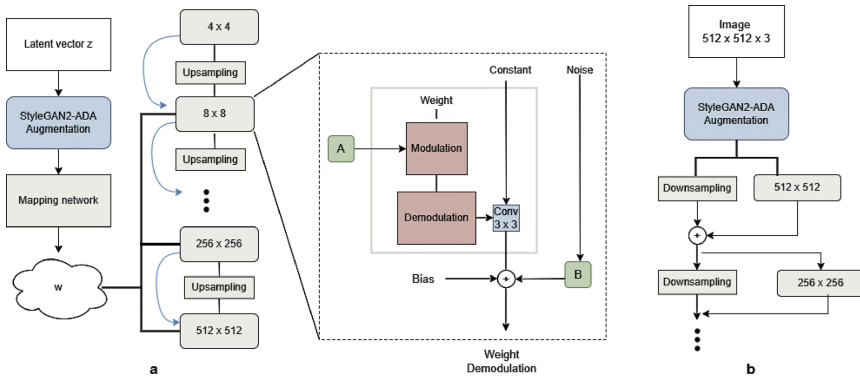 Latent vector z
StyleGAN2-ADA
Augmentation
Mapping network
w
4 x 4
Upsampling
8 x 8
Upsampling
256 x 256
Upsampling
512 x 512
a
Constant
Noise
Weight
A
Modulation
Demodulation
Conv
3 x 3
Bias
+
B
Weight
Demodulation
Image
512 x 512 x 3
StyleGAN2-ADA
Augmentation
Downsampling
512 x 512
+
Downsampling
256 x 256
b